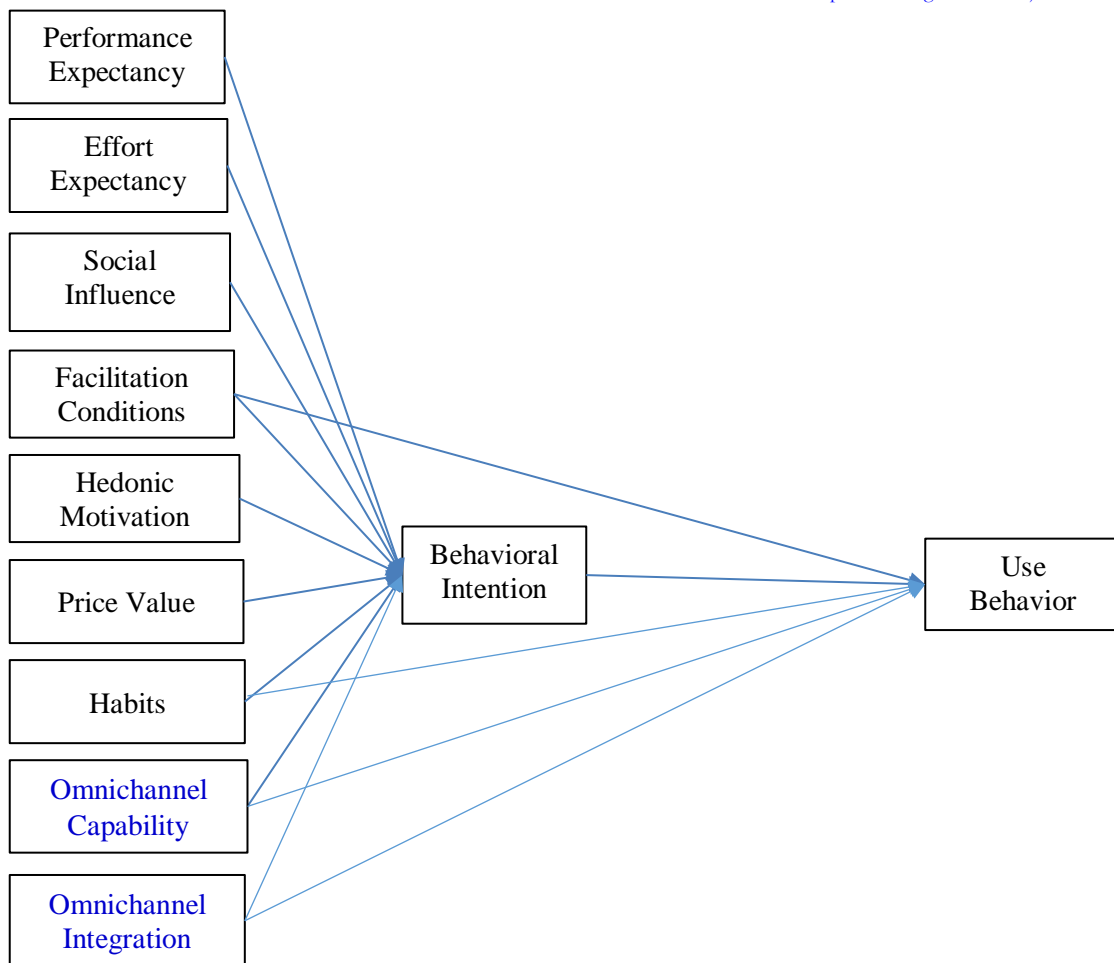 Performance
Expectancy
Effort
Expectancy
Social
Influence
Facilitation
Conditions
Hedonic
Motivation
Behavioral
Intention
Use
Behavior
Price Value
Habits
Omnichannel
Capability
Omnichannel
Integration